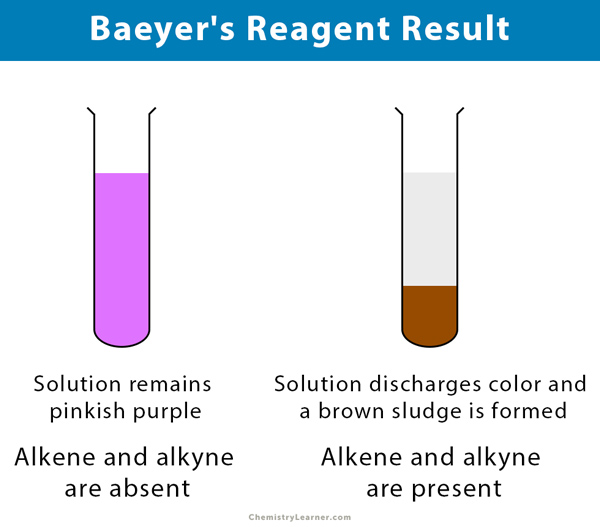 Baeyer's Reagent Result
Solution remains
pinkish purple
Alkene and alkyne
are absent
Solution discharges color and
a brown sludge is formed
Alkene and alkyne
are present
ChemistryLearner.com